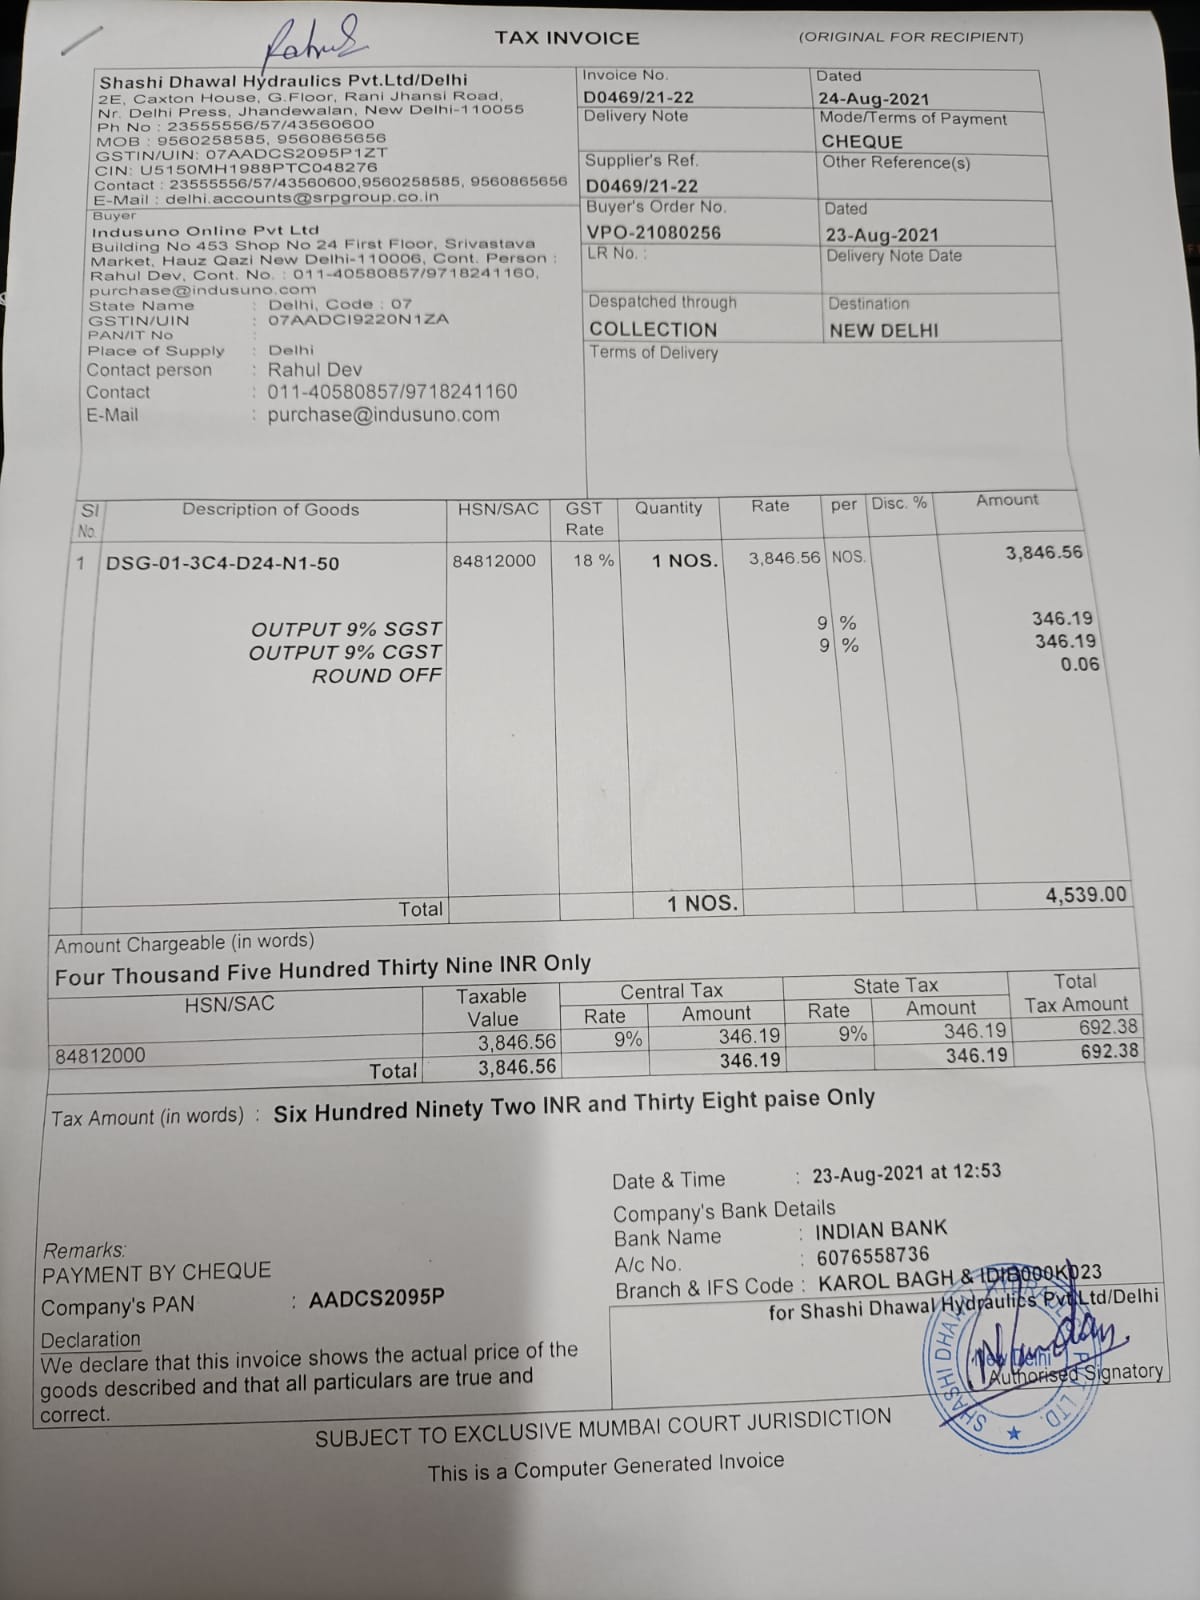 Rahul
TAX INVOICE
(ORIGINAL FOR RECIPIENT)
Shashi Dhawal Hydraulics Pvt.Ltd/Delhi
2E, Caxton House, G.Floor, Rani Jhansi Road,
Nr. Delhi Press, Jhandewalan, New Delhi-110055
Ph No : 23555556/57/43560600
MOB : 9560258585, 9560865656
GSTIN/UIN: 07AADCS2095P1ZT
CIN: U5150MH1988PTC048276
Contact : 23555556/57/43560600,9560258585, 9560865656
E-Mail : delhi.accounts@srpgroup.co.in
Invoice No.
D0469/21-22
Dated
24-Aug-2021
Delivery Note
Mode/Terms of Payment
CHEQUE
Supplier's Ref.
D0469/21-22
Other Reference(s)
Buyer
Indusuno Online Pvt Ltd
Building No 453 Shop No 24 First Floor, Srivastava
Market, Hauz Qazi New Delhi-110006, Cont. Person :
Rahul Dev, Cont. No. : 011-40580857/9718241160,
purchase@indusuno.com
State Name : Delhi, Code : 07
GSTIN/UIN : 07AADCI9220N1ZA
PAN/IT No :
Place of Supply : Delhi
Contact person : Rahul Dev
Contact : 011-40580857/9718241160
E-Mail : purchase@indusuno.com
Buyer's Order No.
VPO-21080256
Dated
23-Aug-2021
LR No. :
Delivery Note Date
Despatched through
COLLECTION
Destination
NEW DELHI
Terms of Delivery
Sl No. Description of Goods HSN/SAC GST Rate Quantity Rate per Disc. % Amount
1 DSG-01-3C4-D24-N1-50 84812000 18 % 1 NOS. 3,846.56 NOS. 3,846.56
OUTPUT 9% SGST 9 % 346.19
OUTPUT 9% CGST 9 % 346.19
ROUND OFF 0.06
Total 1 NOS. 4,539.00
Amount Chargeable (in words)
Four Thousand Five Hundred Thirty Nine INR Only
HSN/SAC Taxable Value Central Tax State Tax Total Tax Amount
Rate Amount Rate Amount
84812000 3,846.56 9% 346.19 9% 346.19 692.38
Total 3,846.56 346.19 346.19 692.38
Tax Amount (in words) : Six Hundred Ninety Two INR and Thirty Eight paise Only
Date & Time : 23-Aug-2021 at 12:53
Company's Bank Details
Bank Name : INDIAN BANK
A/c No. : 6076558736
Branch & IFS Code : KAROL BAGH & IDIB000K023
Remarks:
PAYMENT BY CHEQUE
Company's PAN : AADCS2095P
Declaration
We declare that this invoice shows the actual price of the
goods described and that all particulars are true and
correct.
for Shashi Dhawal Hydraulics Pvt.Ltd/Delhi
SHASHI DHAWAL HYDRAULICS PVT. LTD.
New Delhi
Authorised Signatory
SUBJECT TO EXCLUSIVE MUMBAI COURT JURISDICTION
This is a Computer Generated Invoice